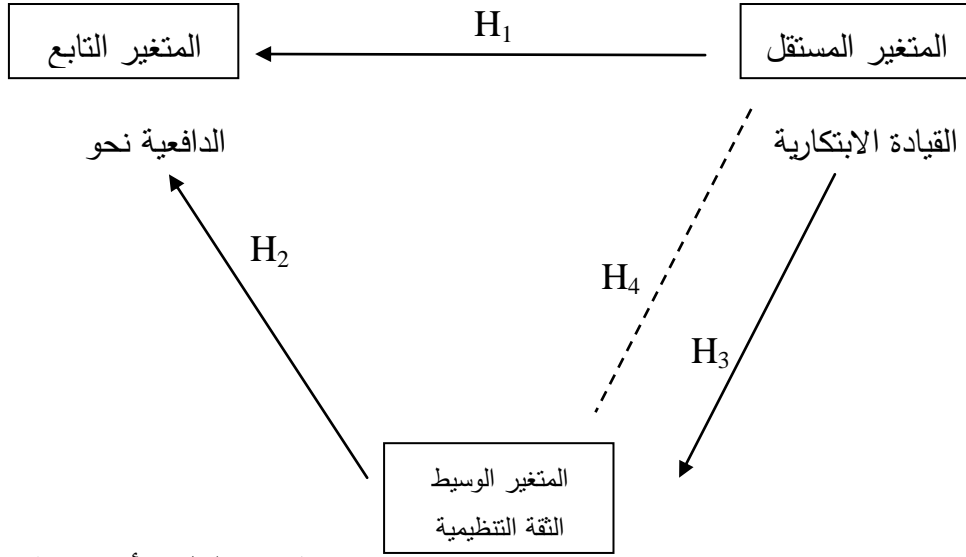 H1
المتغير المستقل
المتغير التابع
القيادة الابتكارية
الدافعية نحو
H2
H4
H3
المتغير الوسيط
الثقة التنظيمية